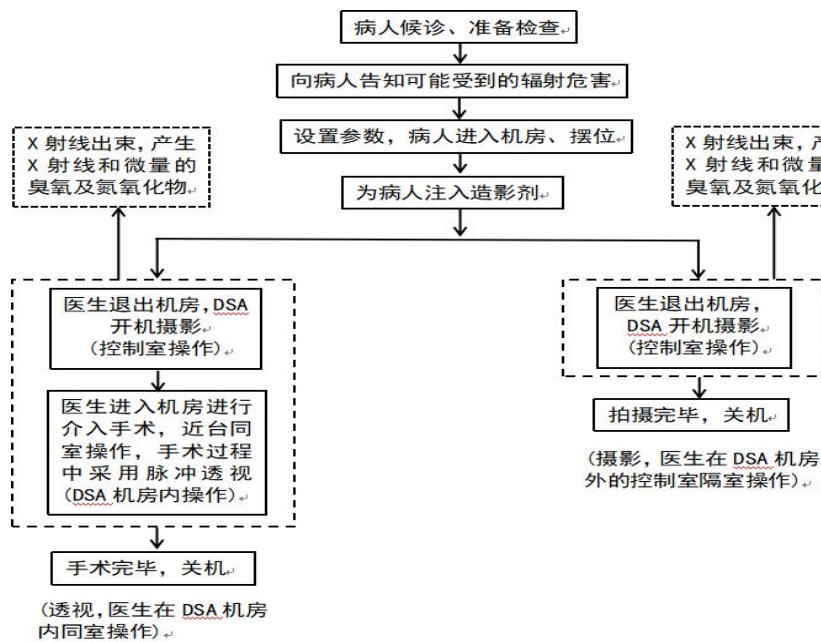 病人候诊、准备检查
向病人告知可能受到的辐射危害
设置参数，病人进入机房、摆位
为病人注入造影剂
X 射线出束，产生
X 射线和微量的
臭氧及氮氧化物
X 射线出束，产
X 射线和微量
臭氧及氮氧化
医生退出机房，DSA
开机摄影
(控制室操作)
医生进入机房进行
介入手术，近台同
室操作，手术过程
中采用脉冲透视
(DSA 机房内操作)
手术完毕，关机
(透视，医生在 DSA 机房
内同室操作)
医生退出机房，
DSA 开机摄影
(控制室操作)
拍摄完毕，关机
(摄影，医生在 DSA 机房
外的控制室隔室操作)